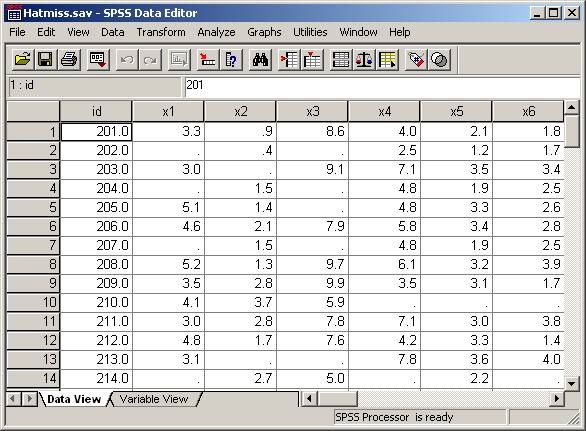 Hatmiss.sav - SPSS Data Editor
File Edit View Data Transform Analyze Graphs Utilities Window Help
1 : id 201
id x1 x2 x3 x4 x5 x6
1 201.0 3.3 .9 8.6 4.0 2.1 1.8
2 202.0 . .4 . 2.5 1.2 1.7
3 203.0 3.0 . 9.1 7.1 3.5 3.4
4 204.0 . 1.5 . 4.8 1.9 2.5
5 205.0 5.1 1.4 . 4.8 3.3 2.6
6 206.0 4.6 2.1 7.9 5.8 3.4 2.8
7 207.0 . 1.5 . 4.8 1.9 2.5
8 208.0 5.2 1.3 9.7 6.1 3.2 3.9
9 209.0 3.5 2.8 9.9 3.5 3.1 1.7
10 210.0 4.1 3.7 5.9 . . .
11 211.0 3.0 2.8 7.8 7.1 3.0 3.8
12 212.0 4.8 1.7 7.6 4.2 3.3 1.4
13 213.0 3.1 . . 7.8 3.6 4.0
14 214.0 . 2.7 5.0 . 2.2 .
Data View Variable View
SPSS Processor is ready